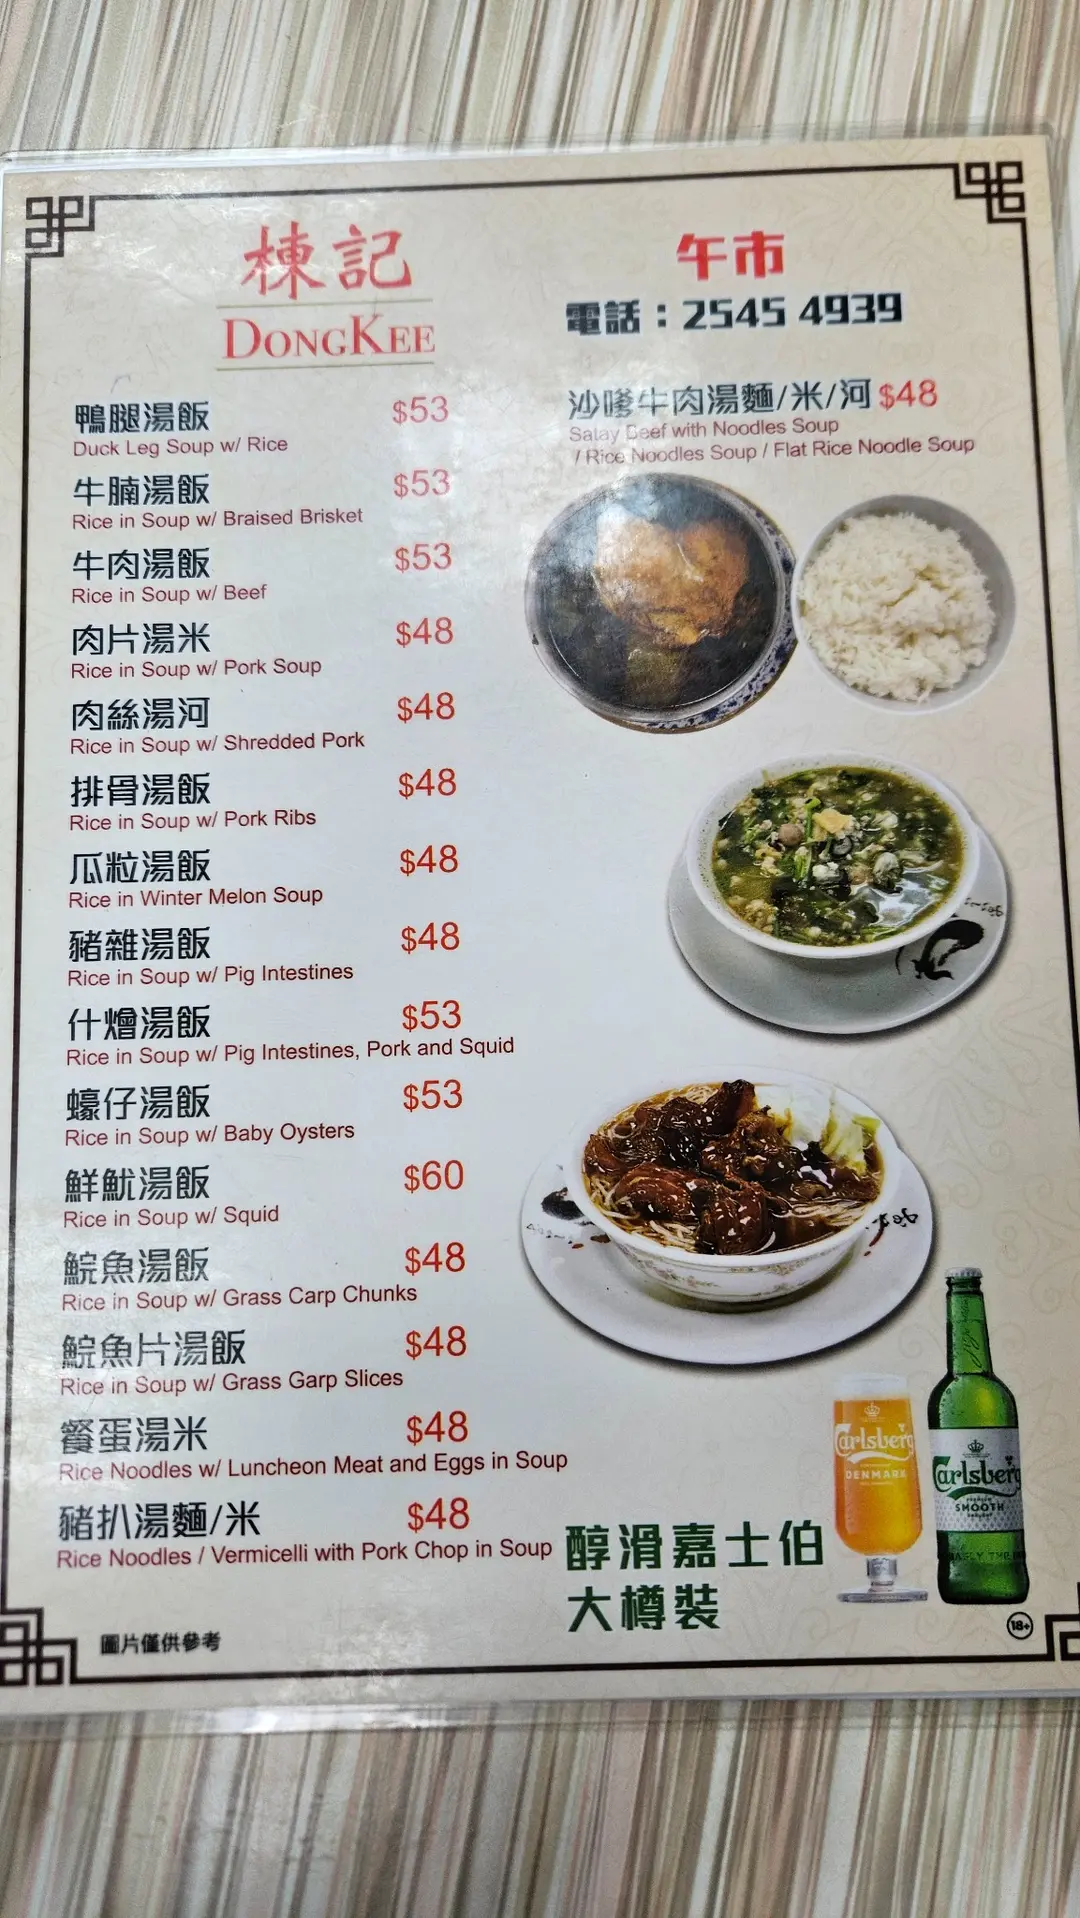 棟記
DONGKEE
午市
電話：2545 4939
鴨腿湯飯 $53
Duck Leg Soup w/ Rice
牛腩湯飯 $53
Rice in Soup w/ Braised Brisket
牛肉湯飯 $53
Rice in Soup w/ Beef
肉片湯米 $48
Rice in Soup w/ Pork Soup
肉絲湯河 $48
Rice in Soup w/ Shredded Pork
排骨湯飯 $48
Rice in Soup w/ Pork Ribs
瓜粒湯飯 $48
Rice in Winter Melon Soup
豬雜湯飯 $48
Rice in Soup w/ Pig Intestines
什燴湯飯 $53
Rice in Soup w/ Pig Intestines, Pork and Squid
蠔仔湯飯 $53
Rice in Soup w/ Baby Oysters
鮮魷湯飯 $60
Rice in Soup w/ Squid
鯇魚湯飯 $48
Rice in Soup w/ Grass Carp Chunks
鯇魚片湯飯 $48
Rice in Soup w/ Grass Garp Slices
餐蛋湯米 $48
Rice Noodles w/ Luncheon Meat and Eggs in Soup
豬扒湯麵/米 $48
Rice Noodles / Vermicelli with Pork Chop in Soup
圖片僅供參考
沙嗲牛肉湯麵/米/河 $48
Satay Beef with Noodles Soup
/ Rice Noodles Soup / Flat Rice Noodle Soup
Carlsberg
DENMARK
Carlsberg
SMOOTH
醇滑嘉士伯
大樽裝
18+